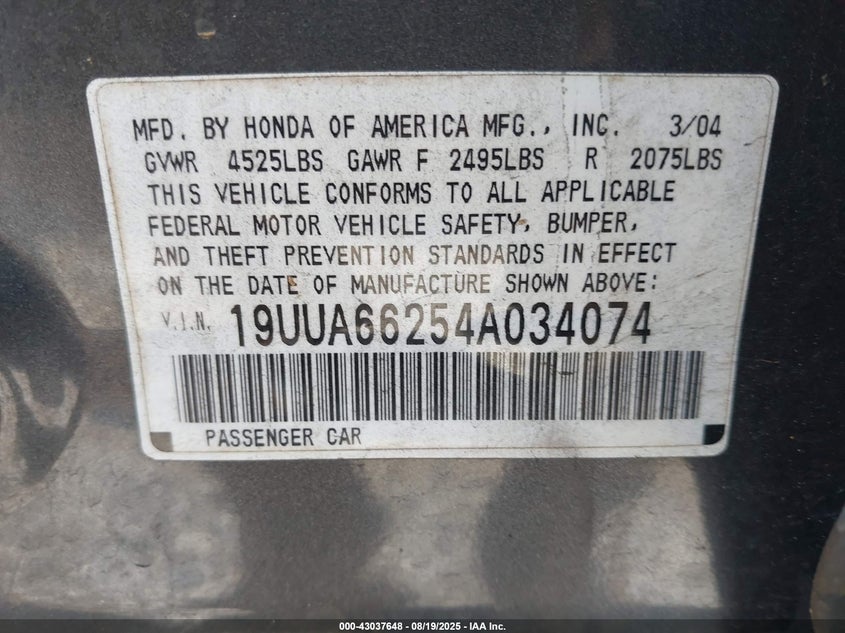 MFD. BY HONDA OF AMERICA MFG., INC. 3/04
GVWR 4525LBS GAWR F 2495LBS R 2075LBS
THIS VEHICLE CONFORMS TO ALL APPLICABLE
FEDERAL MOTOR VEHICLE SAFETY, BUMPER,
AND THEFT PREVENTION STANDARDS IN EFFECT
ON THE DATE OF MANUFACTURE SHOWN ABOVE:
V.I.N. 19UUA66254A034074
PASSENGER CAR
000-43037648 - 08/19/2025 - IAA Inc.